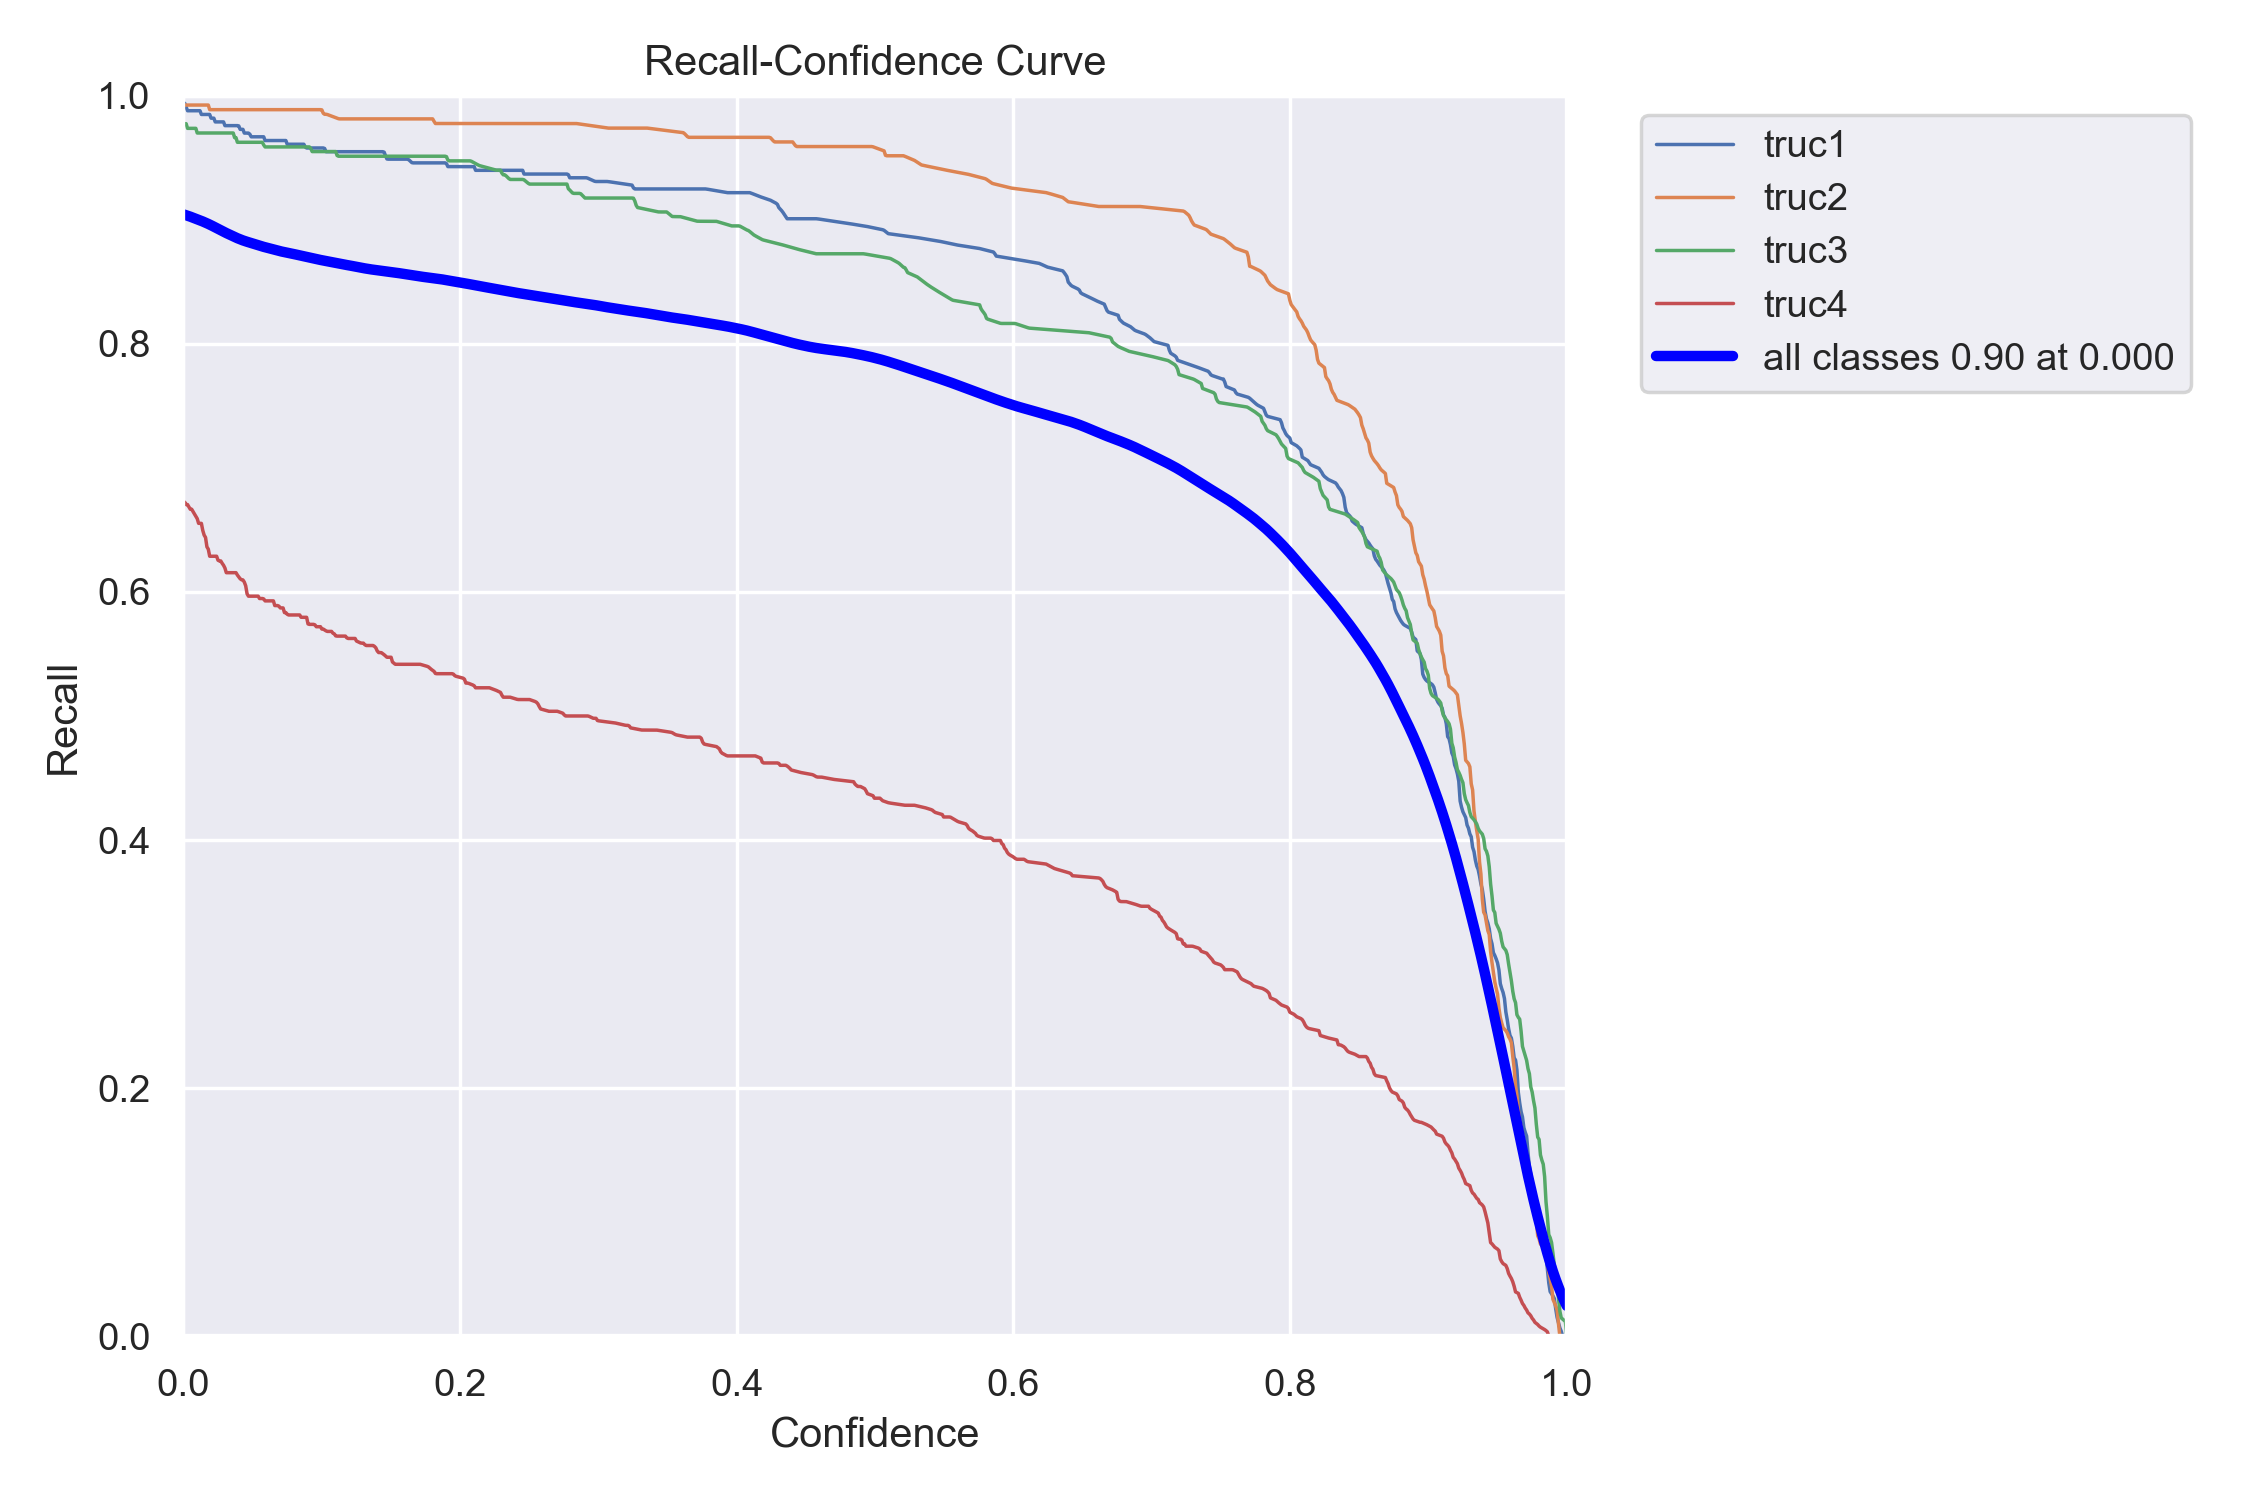 Recall-Confidence Curve
1.0
0.8
0.6
0.4
0.2
0.0
Recall
0.0 0.2 0.4 0.6 0.8 1.0
Confidence
truc1
truc2
truc3
truc4
all classes 0.90 at 0.000